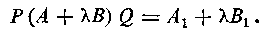 P (A + λB) Q = A₁ + λB₁ .